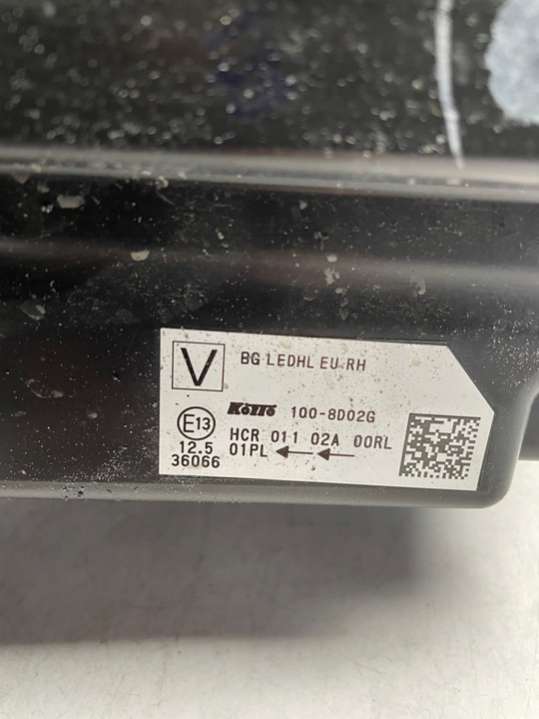 V
BG LEDHL EU RH
KOITO 100-8D02G
E13
HCR 011 02A 00RL
12.5
01PL
36066